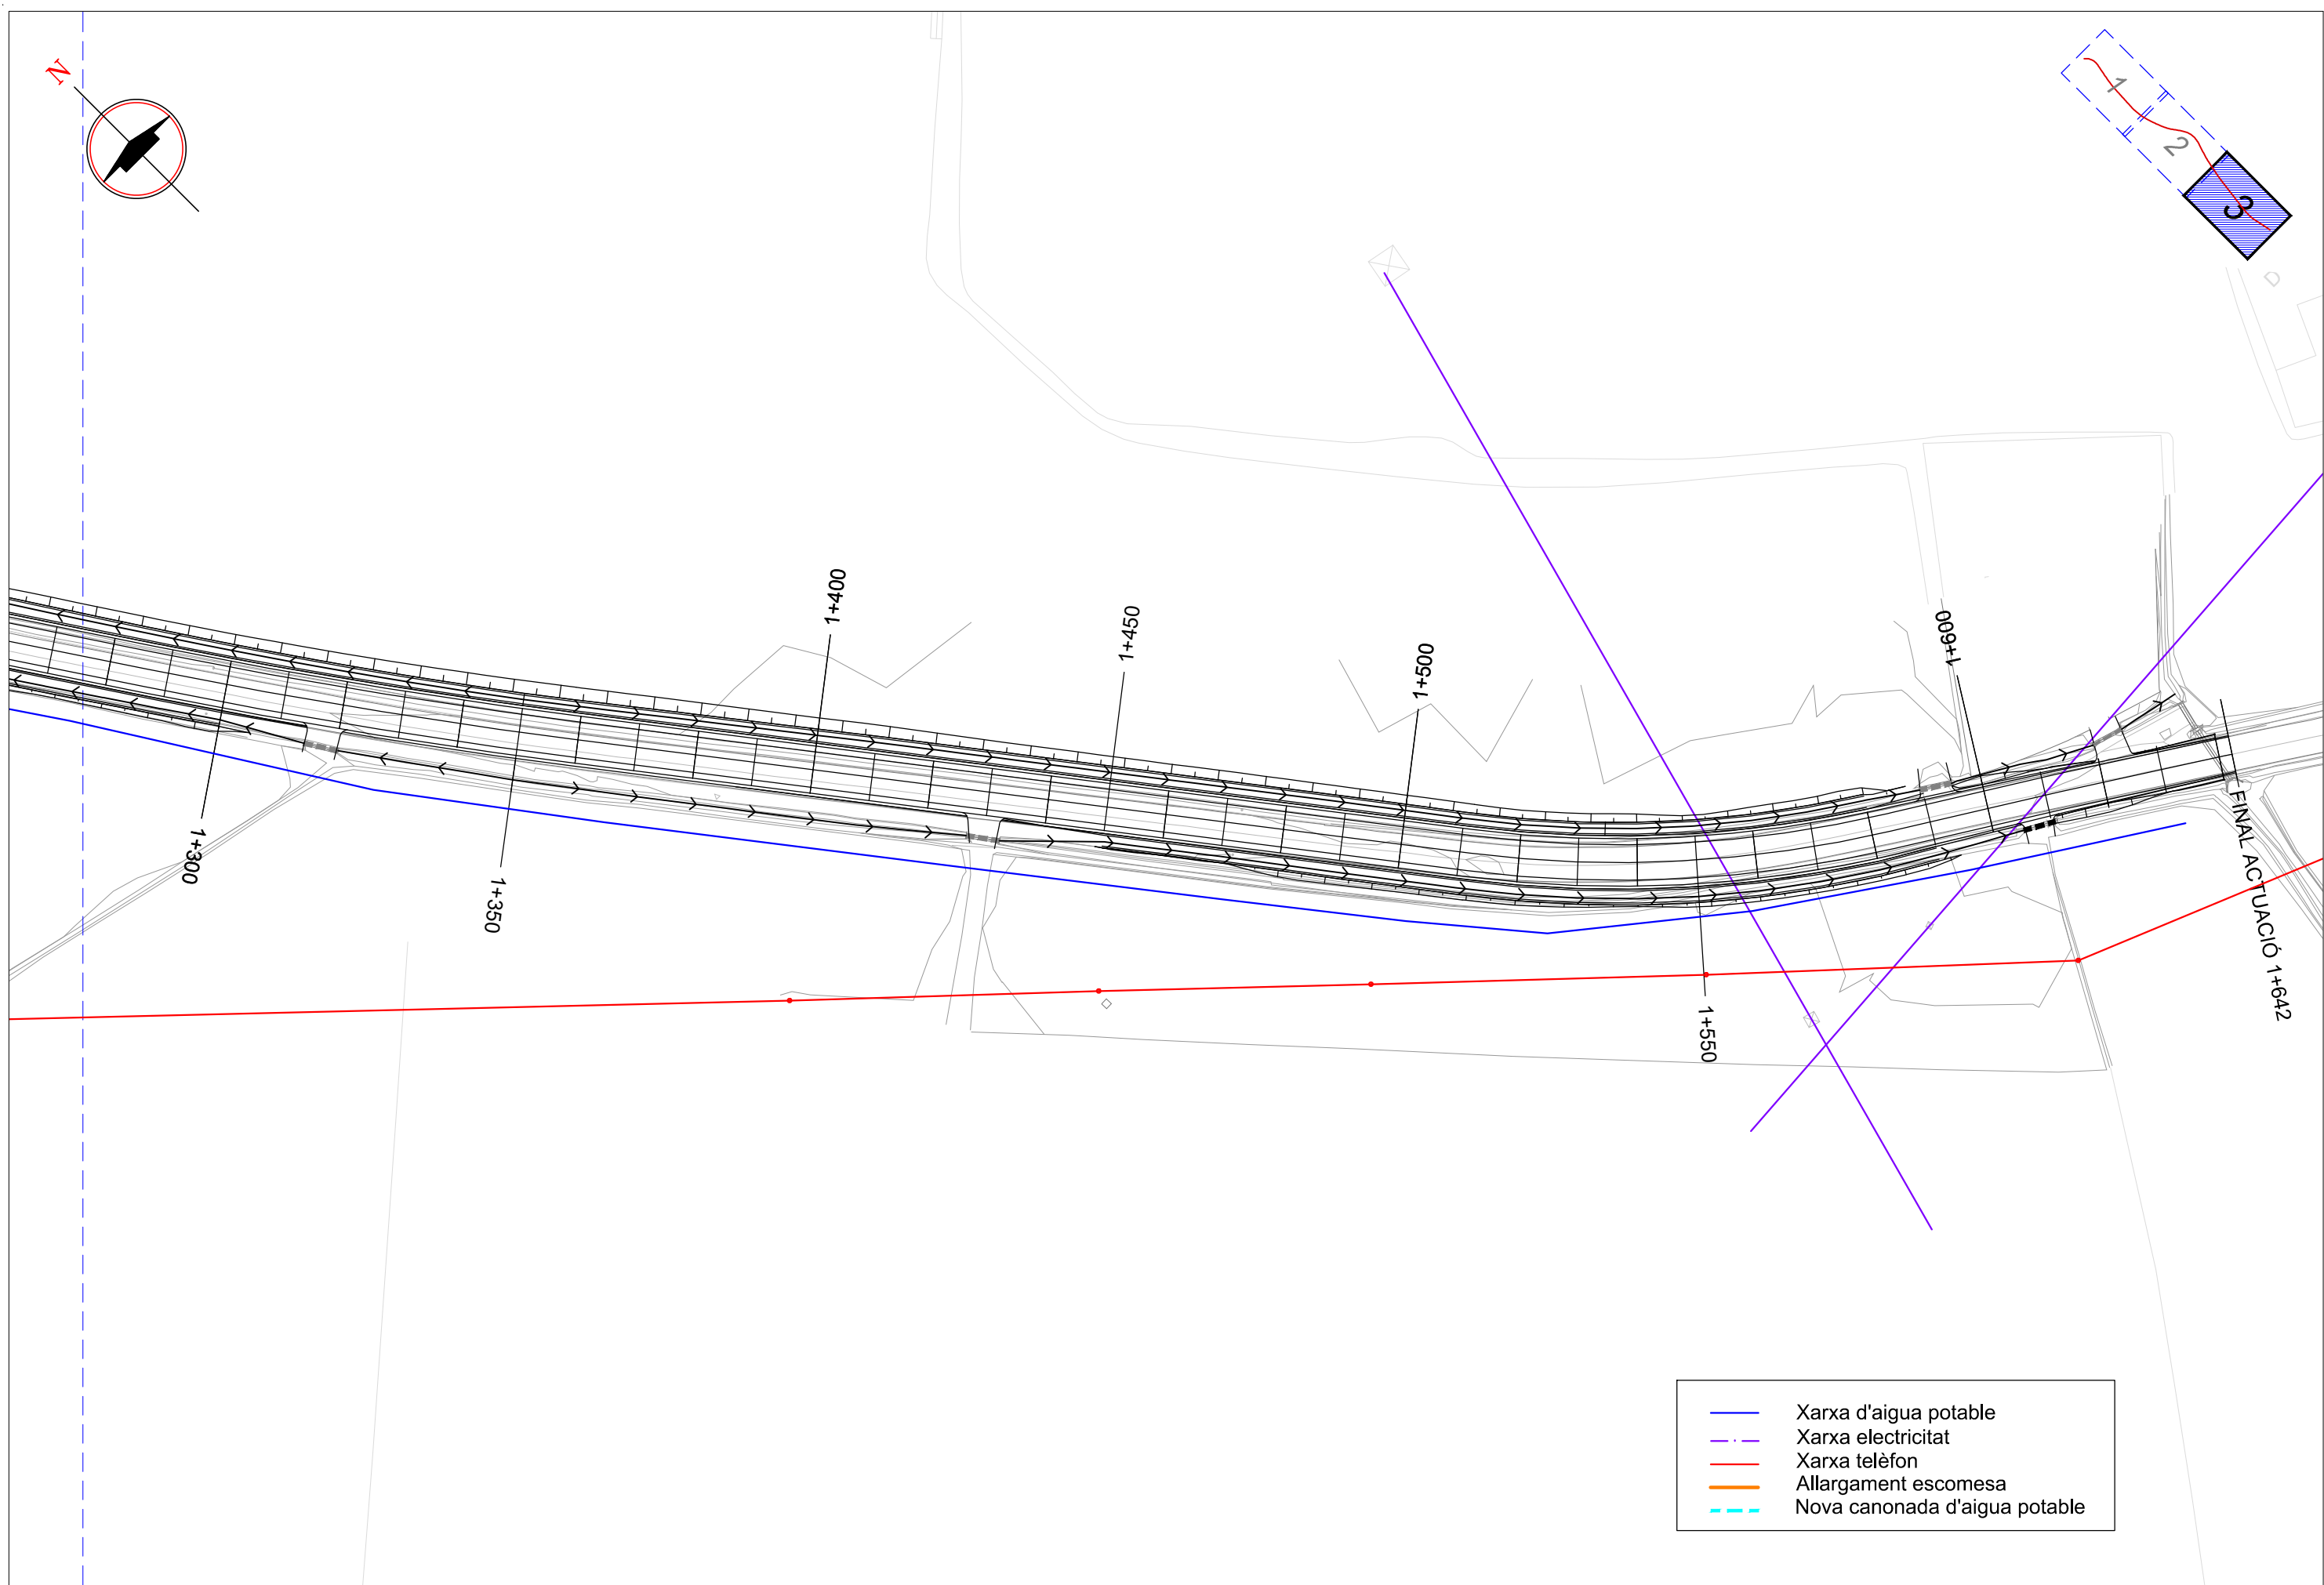 N
1
2
3
1+400
1+450
1+500
1+600
1+300
1+350
1+550
FINAL ACTUACIÓ 1+642
Xarxa d'aigua potable
Xarxa electricitat
Xarxa telèfon
Allargament escomesa
Nova canonada d'aigua potable